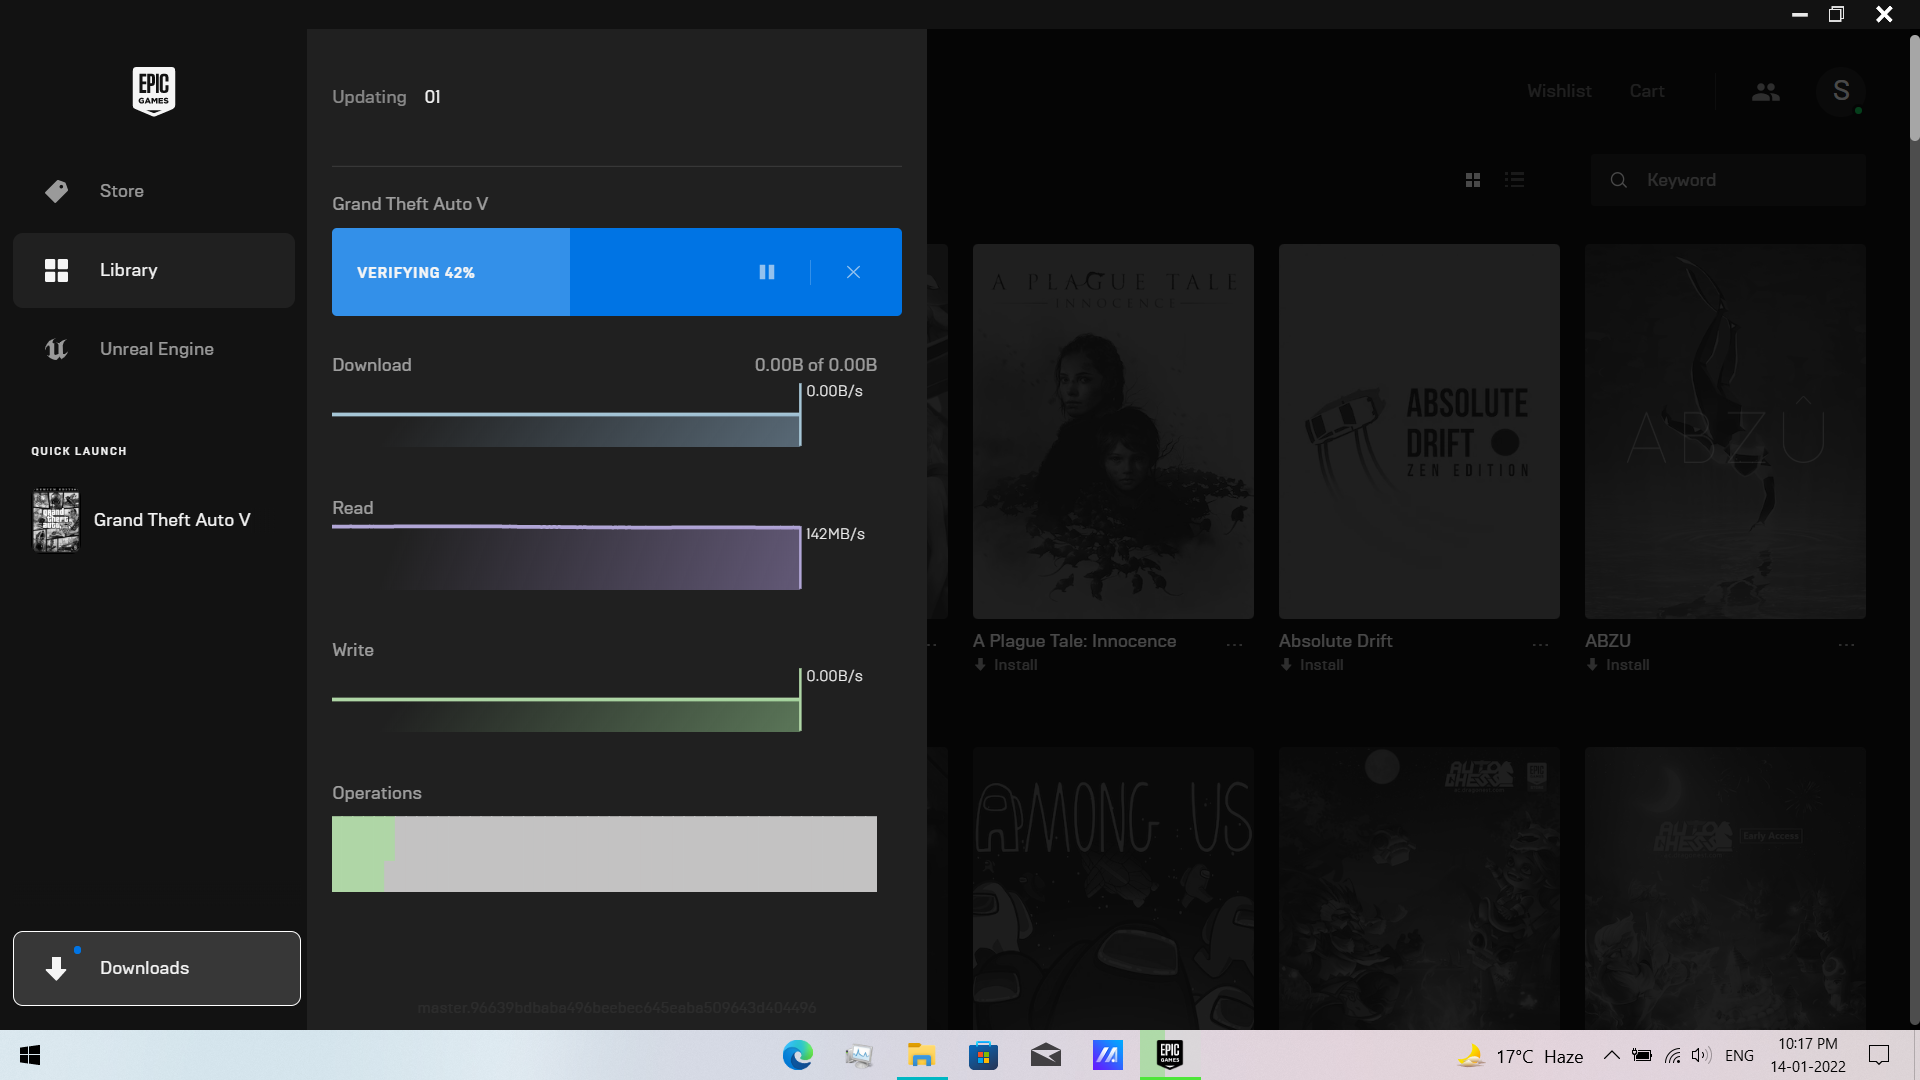 EPIC
GAMES
Store
Library
Unreal Engine
QUICK LAUNCH
Grand Theft Auto V
Downloads
Updating 01
Grand Theft Auto V
VERIFYING 42%
Download 0.00B of 0.00B
0.00B/s
Read
142MB/s
Write
0.00B/s
Operations
Wishlist Cart S
Keyword
A PLAGUE TALE
INNOCENCE
ABSOLUTE
DRIFT
ZEN EDITION
ABZÛ
A Plague Tale: Innocence ...
Install
Absolute Drift ...
Install
ABZU ...
Install
AMONG US
AUTO
CHESS
AUTO
CHESS
Early Access
EPIC
GAMES
17°C Haze
ENG
10:17 PM
14-01-2022